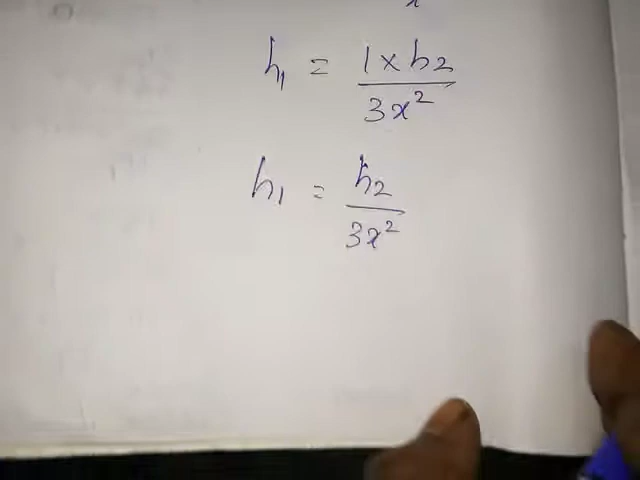 h₁ = (1 × h₂) / (3x²)
h₁ = h₂ / (3x²)